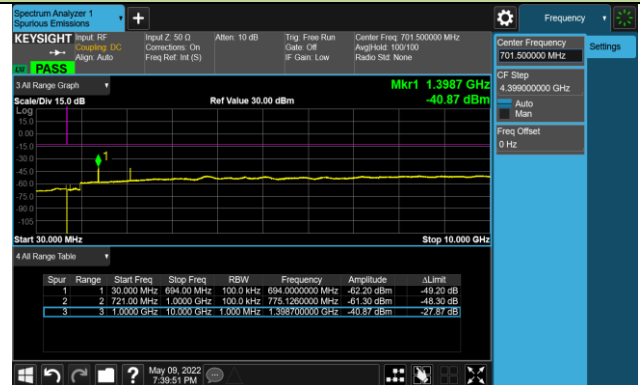 Spectrum Analyzer 1
Spurious Emissions
+
Frequency
KEYSIGHT
Input: RF
Coupling: DC
Align: Auto
Input Z: 50 Ω
Corrections: On
Freq Ref: Int (S)
Atten: 10 dB
Trig: Free Run
Gate: Off
IF Gain: Low
Center Freq: 701.500000 MHz
Avg|Hold: 100/100
Radio Std: None
PASS
Center Frequency
701.500000 MHz
Settings
CF Step
4.399000000 GHz
Auto
Man
Freq Offset
0 Hz
3 All Range Graph
Mkr1 1.3987 GHz
Scale/Div 15.0 dB
Ref Value 30.00 dBm
-40.87 dBm
Log
15.0
0.00
-15.0
-30.0
-45.0
-60.0
-75.0
-90.0
-105
1
Start 30.000 MHz
Stop 10.000 GHz
4 All Range Table
Spur Range Start Freq Stop Freq RBW Frequency Amplitude ΔLimit
1 1 30.000 MHz 694.00 MHz 100.0 kHz 694.0000000 MHz -62.20 dBm -49.20 dB
2 2 721.00 MHz 1.0000 GHz 100.0 kHz 775.1260000 MHz -61.30 dBm -48.30 dB
3 3 1.0000 GHz 10.000 GHz 1.000 MHz 1.398700000 GHz -40.87 dBm -27.87 dB
?
May 09, 2022
7:39:51 PM